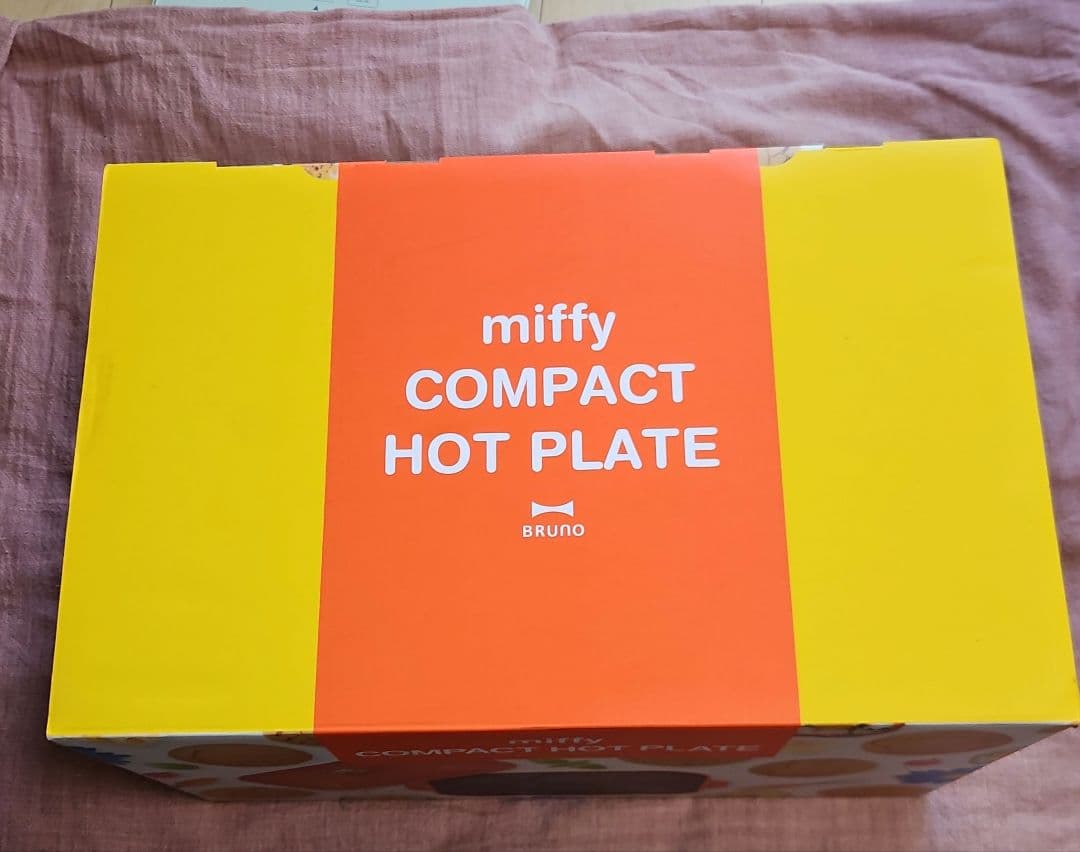 miffy
COMPACT
HOT PLATE
BRUNO
miffy
COMPACT HOT PLATE